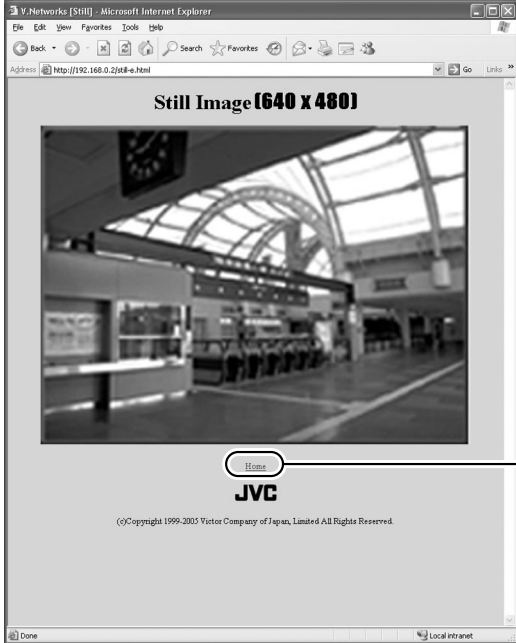 V.Networks [Still] - Microsoft Internet Explorer
File Edit View Favorites Tools Help
Back Search Favorites
Address http://192.168.0.2/still-e.html Go Links »
Still Image (640 X 480)
Home
JVC
(c)Copyright 1999-2005 Victor Company of Japan, Limited All Rights Reserved.
Done Local intranet